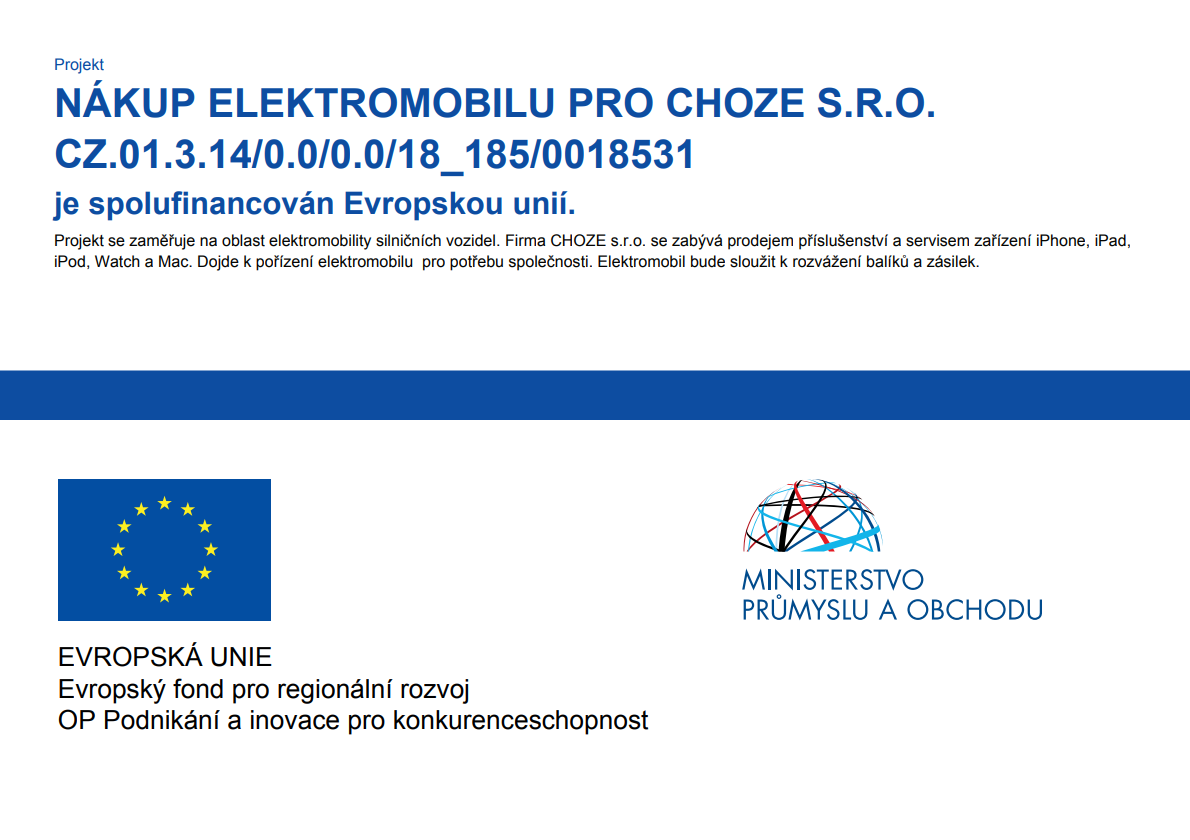 Projekt
NÁKUP ELEKTROMOBILU PRO CHOZE S.R.O.
CZ.01.3.14/0.0/0.0/18_185/0018531
je spolufinancován Evropskou unií.
Projekt se zaměřuje na oblast elektromobility silničních vozidel. Firma CHOZE s.r.o. se zabývá prodejem příslušenství a servisem zařízení iPhone, iPad,
iPod, Watch a Mac. Dojde k pořízení elektromobilu  pro potřebu společnosti. Elektromobil bude sloužit k rozvážení balíků a zásilek.
MINISTERSTVO
PRŮMYSLU A OBCHODU
EVROPSKÁ UNIE
Evropský fond pro regionální rozvoj
OP Podnikání a inovace pro konkurenceschopnost